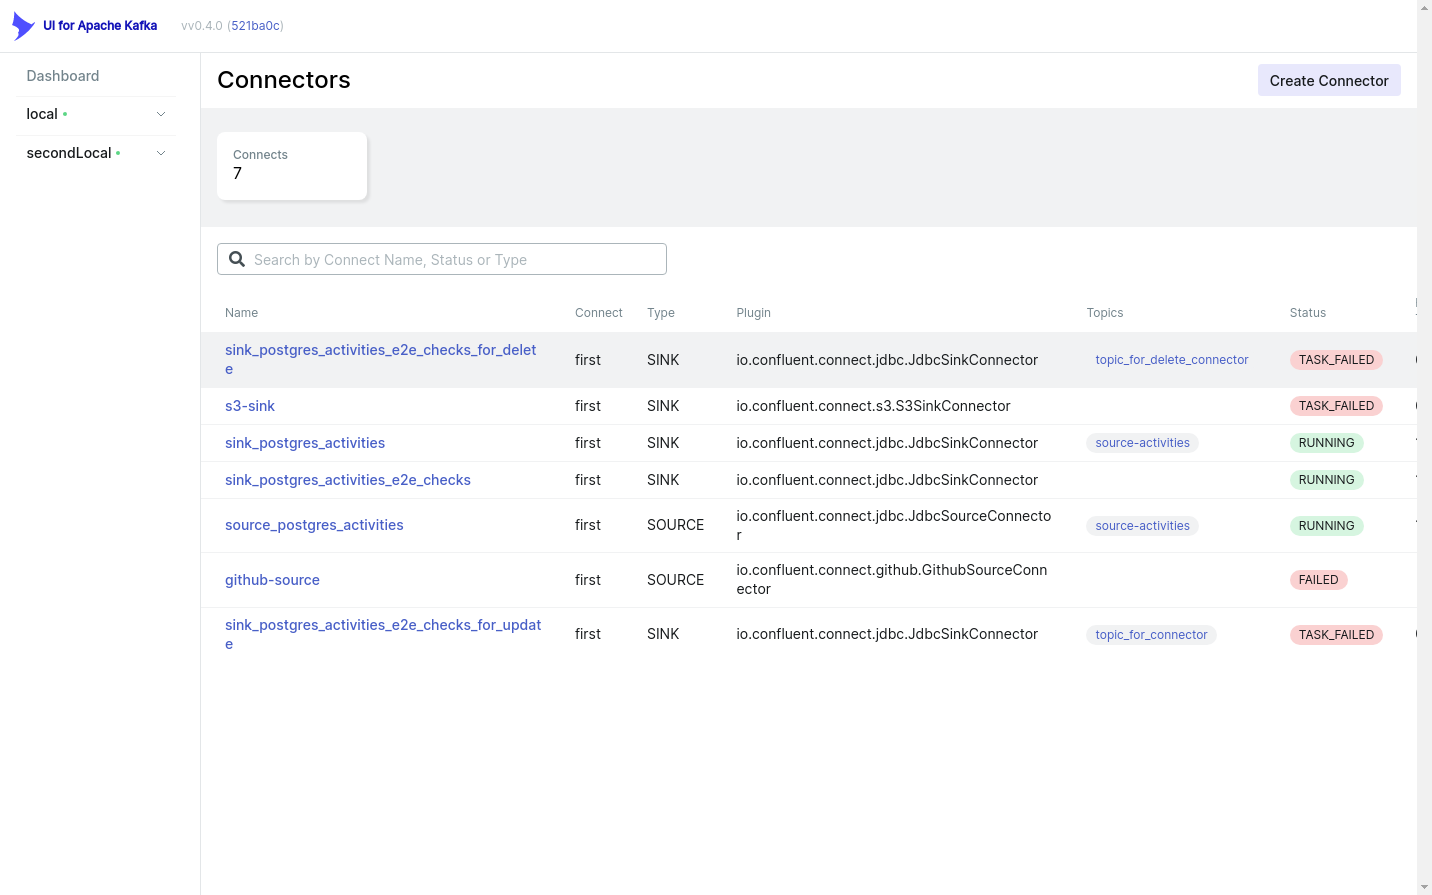 UI for Apache Kafka vv0.4.0 (521ba0c)
Dashboard
local
secondLocal
Connectors
Create Connector
Connects
7
Search by Connect Name, Status or Type
Name Connect Type Plugin Topics Status
sink_postgres_activities_e2e_checks_for_delet
e
first SINK io.confluent.connect.jdbc.JdbcSinkConnector topic_for_delete_connector TASK_FAILED
s3-sink first SINK io.confluent.connect.s3.S3SinkConnector TASK_FAILED
sink_postgres_activities first SINK io.confluent.connect.jdbc.JdbcSinkConnector source-activities RUNNING
sink_postgres_activities_e2e_checks first SINK io.confluent.connect.jdbc.JdbcSinkConnector RUNNING
source_postgres_activities first SOURCE io.confluent.connect.jdbc.JdbcSourceConnecto
r
source-activities RUNNING
github-source first SOURCE io.confluent.connect.github.GithubSourceConn
ector
FAILED
sink_postgres_activities_e2e_checks_for_updat
e
first SINK io.confluent.connect.jdbc.JdbcSinkConnector topic_for_connector TASK_FAILED